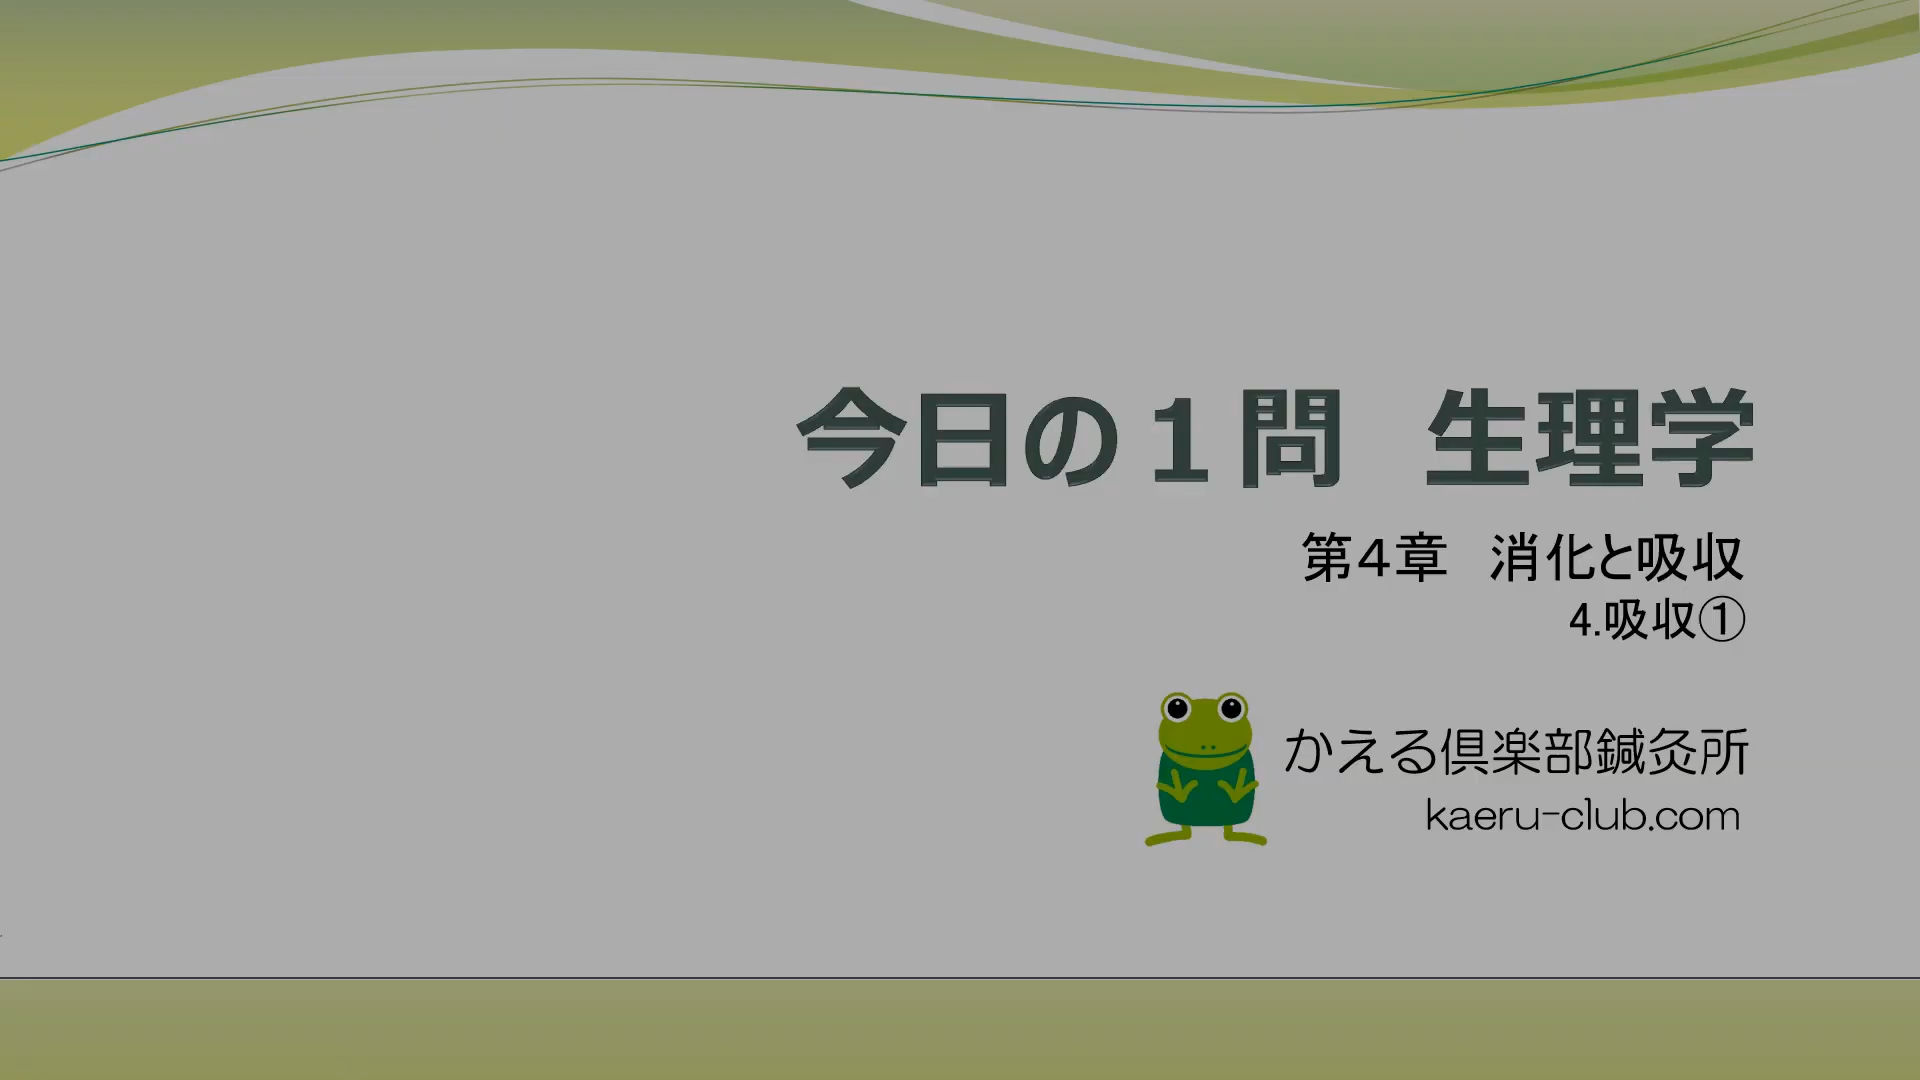 今日の１問　生理学
第４章　消化と吸収
4.吸収①
かえる倶楽部鍼灸所
kaeru-club.com